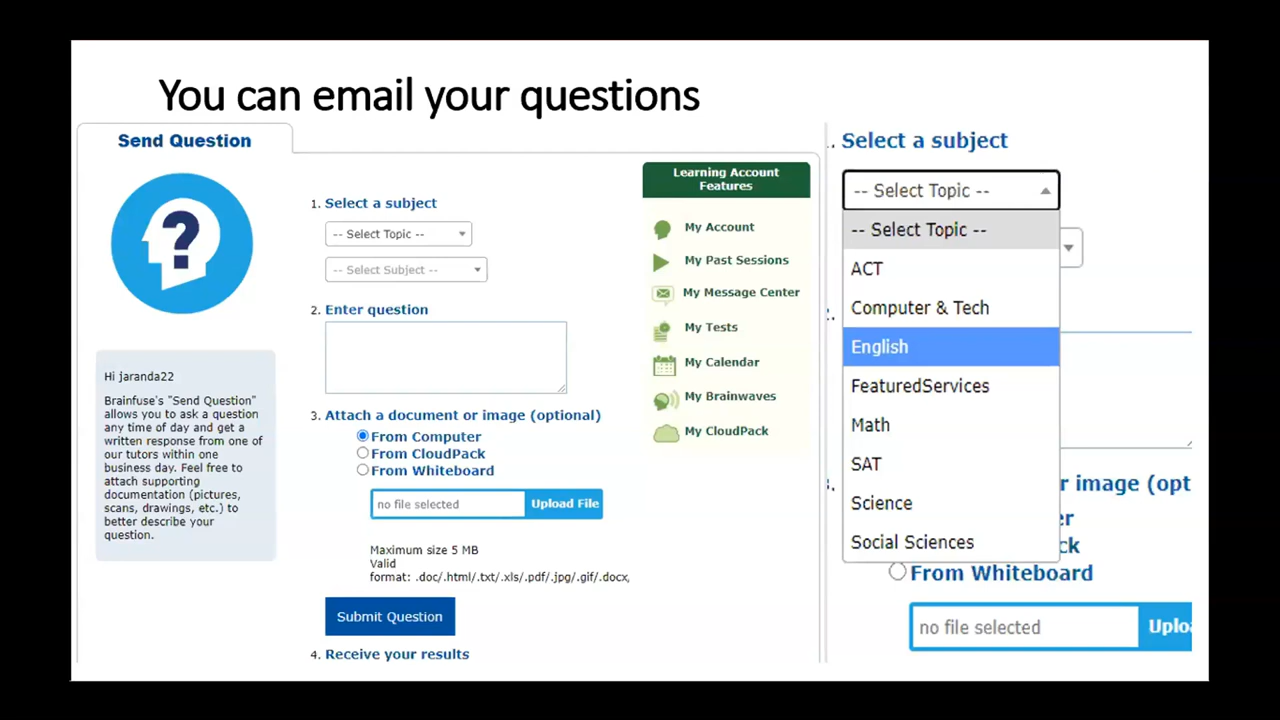 You can email your questions
Send Question
Hi jaranda22
Brainfuse's "Send Question"
allows you to ask a question
any time of day and get a
written response from one of
our tutors within one
business day. Feel free to
attach supporting
documentation (pictures,
scans, drawings, etc.) to
better describe your
question.
1. Select a subject
-- Select Topic --
-- Select Subject --
2. Enter question
3. Attach a document or image (optional)
From Computer
From CloudPack
From Whiteboard
no file selected
Upload File
Maximum size 5 MB
Valid
format: .doc/.html/.txt/.xls/.pdf/.jpg/.gif/.docx,
Submit Question
4. Receive your results
Learning Account
Features
My Account
My Past Sessions
My Message Center
My Tests
My Calendar
My Brainwaves
My CloudPack
. Select a subject
-- Select Topic --
-- Select Topic --
ACT
Computer & Tech
English
FeaturedServices
Math
SAT
Science
Social Sciences
r image (opt
er
ck
From Whiteboard
no file selected
Uplo